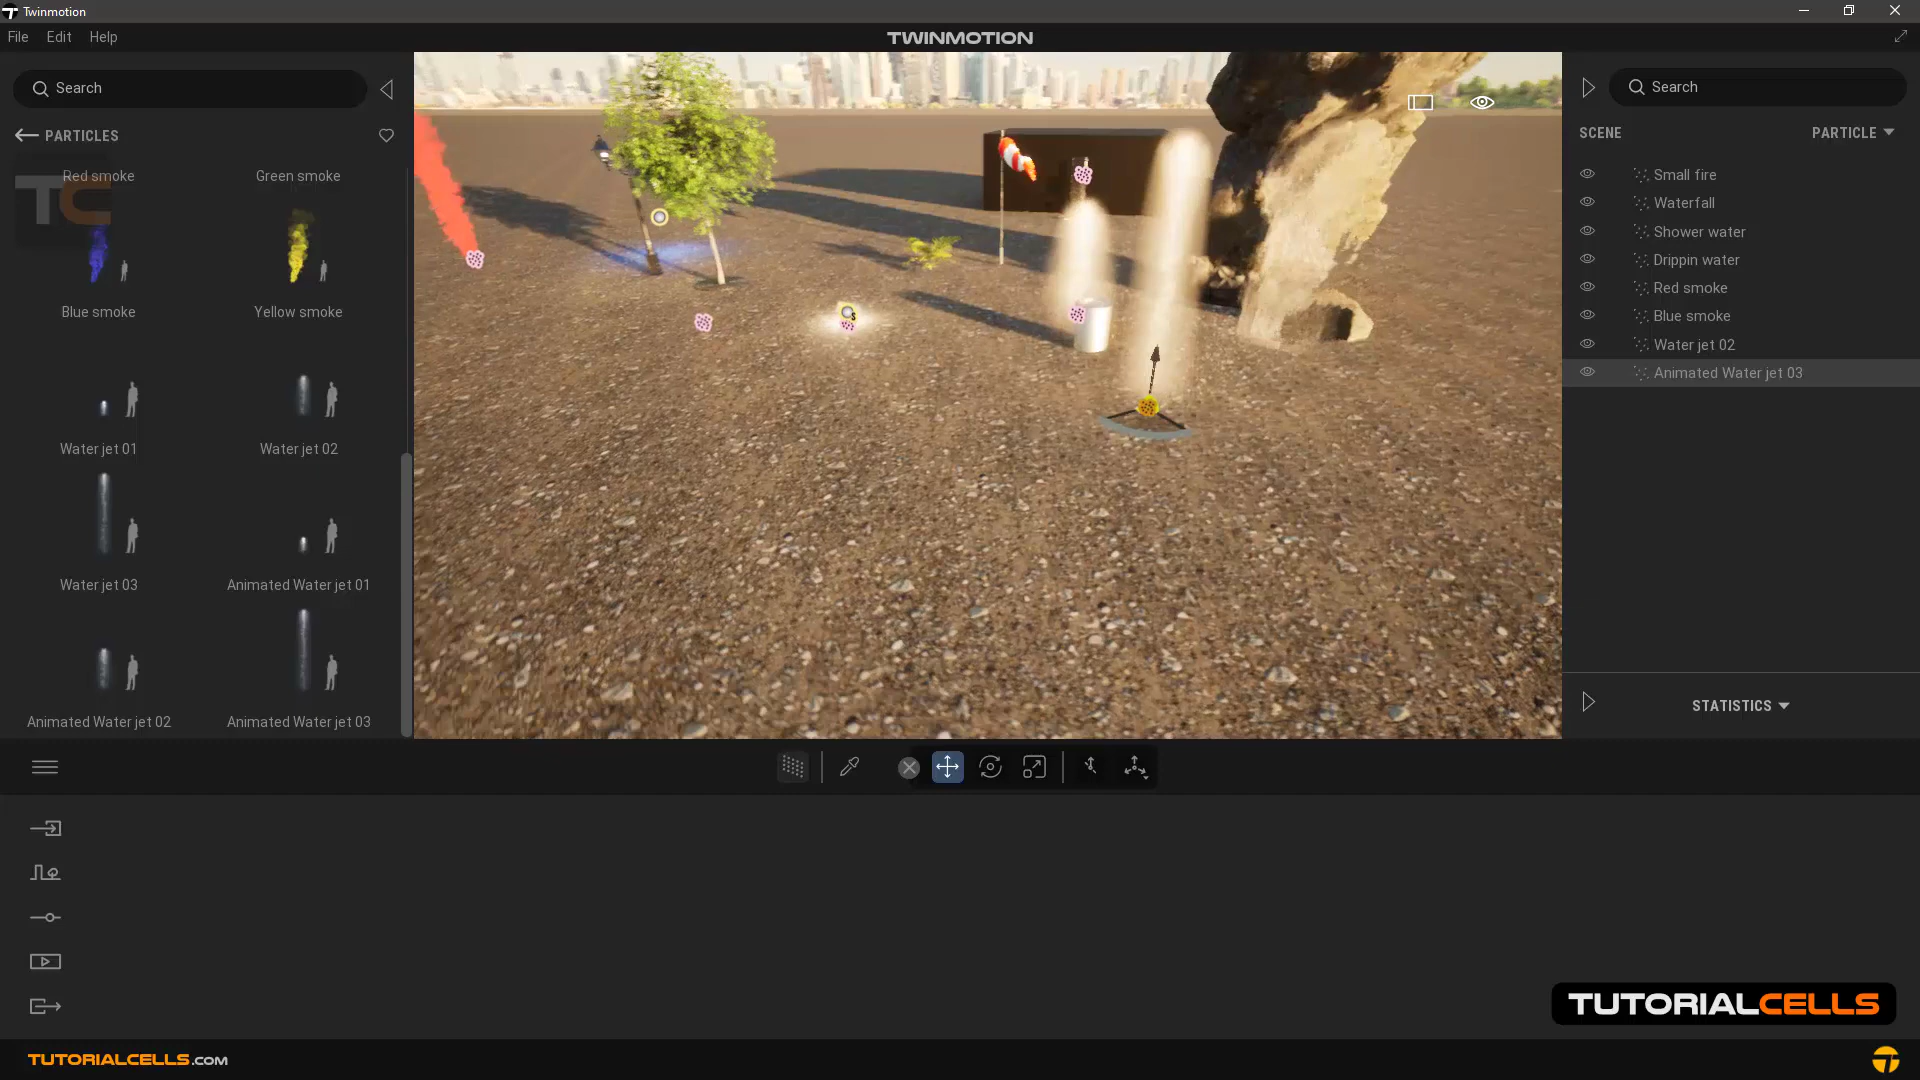 Twinmotion
File Edit Help
TWINMOTION
Search
PARTICLES
TC
Red smoke Green smoke
Blue smoke Yellow smoke
Water jet 01 Water jet 02
Water jet 03 Animated Water jet 01
Animated Water jet 02 Animated Water jet 03
Search
SCENE PARTICLE
Small fire
Waterfall
Shower water
Drippin water
Red smoke
Blue smoke
Water jet 02
Animated Water jet 03
STATISTICS
TUTORIALCELLS
TUTORIALCELLS.COM